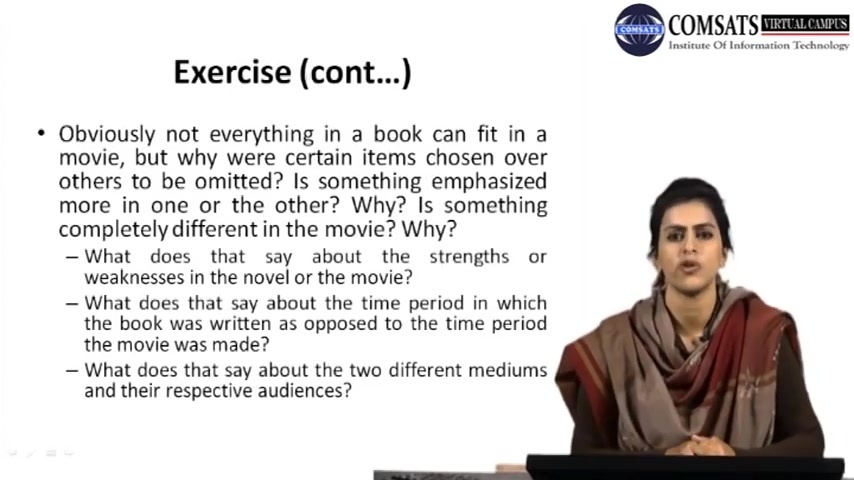 COMSATS VIRTUAL CAMPUS
COMSATS
Institute Of Information Technology
Exercise (cont...)
• Obviously not everything in a book can fit in a
movie, but why were certain items chosen over
others to be omitted? Is something emphasized
more in one or the other? Why? Is something
completely different in the movie? Why?
– What does that say about the strengths or
weaknesses in the novel or the movie?
– What does that say about the time period in which
the book was written as opposed to the time period
the movie was made?
– What does that say about the two different mediums
and their respective audiences?